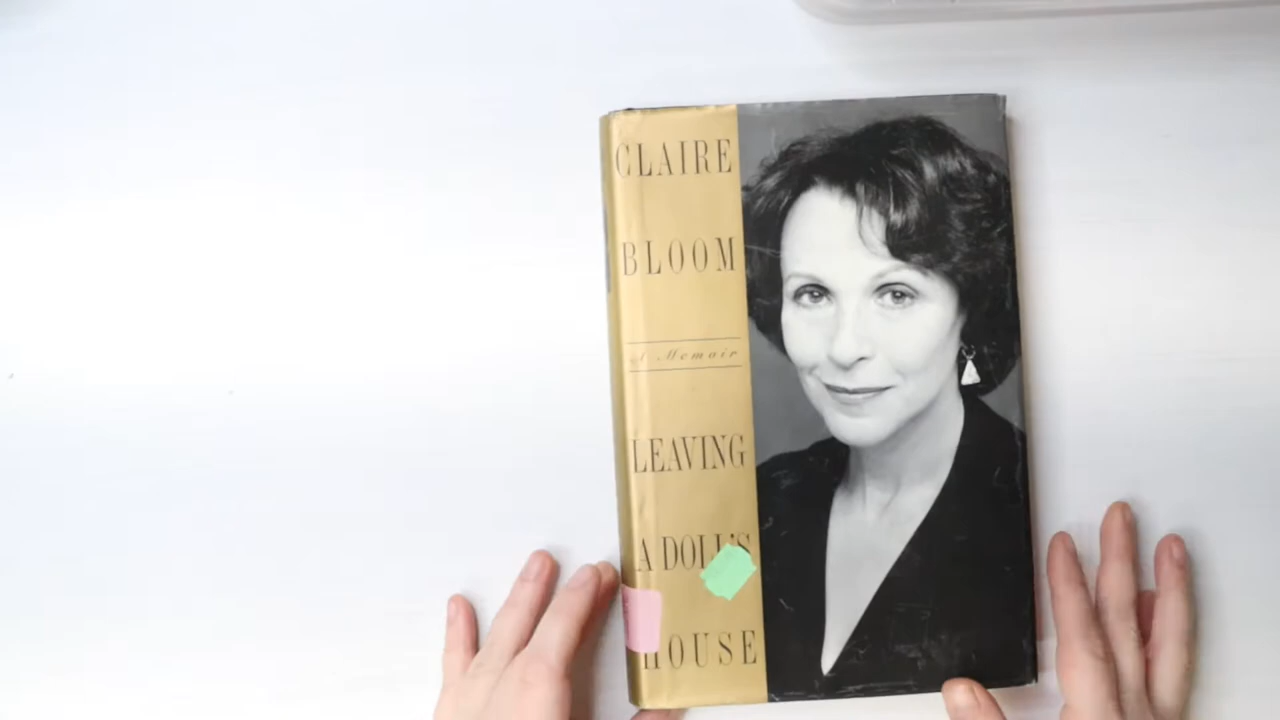 CLAIRE
BLOOM
A Memoir
LEAVING
A DOLL'S
HOUSE